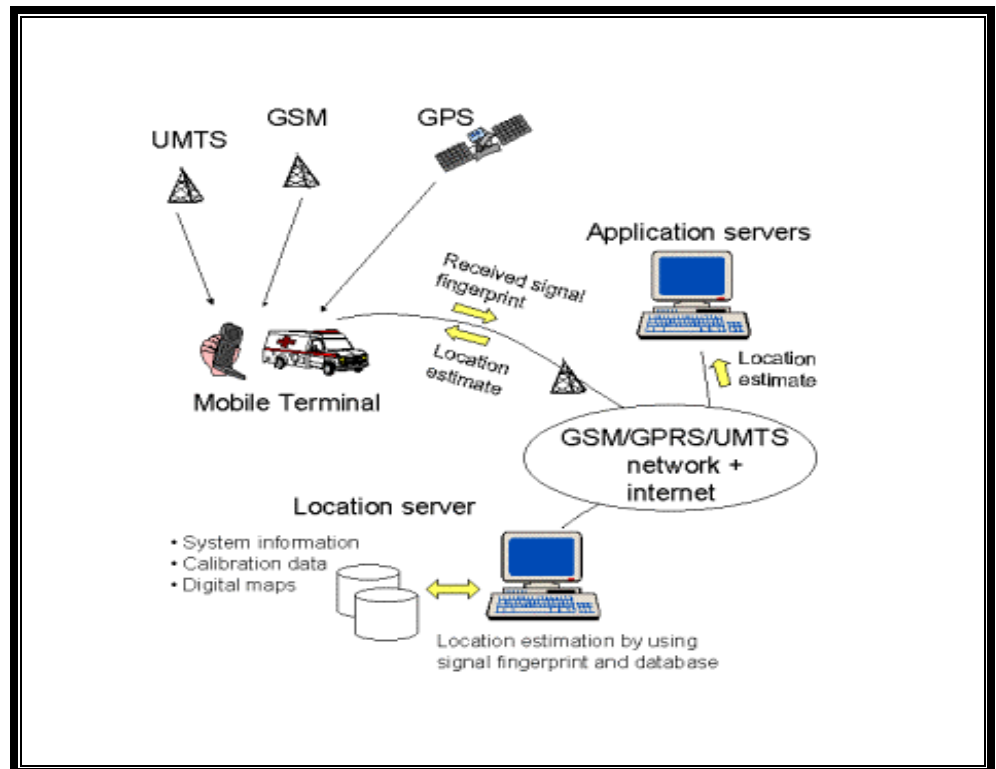 UMTS
GSM
GPS
Application servers
Received signal
fingerprint
Location
estimate
Location
estimate
Mobile Terminal
GSM/GPRS/UMTS
network +
internet
Location server
• System information
• Calibration data
• Digital maps
Location estimation by using
signal fingerprint and database